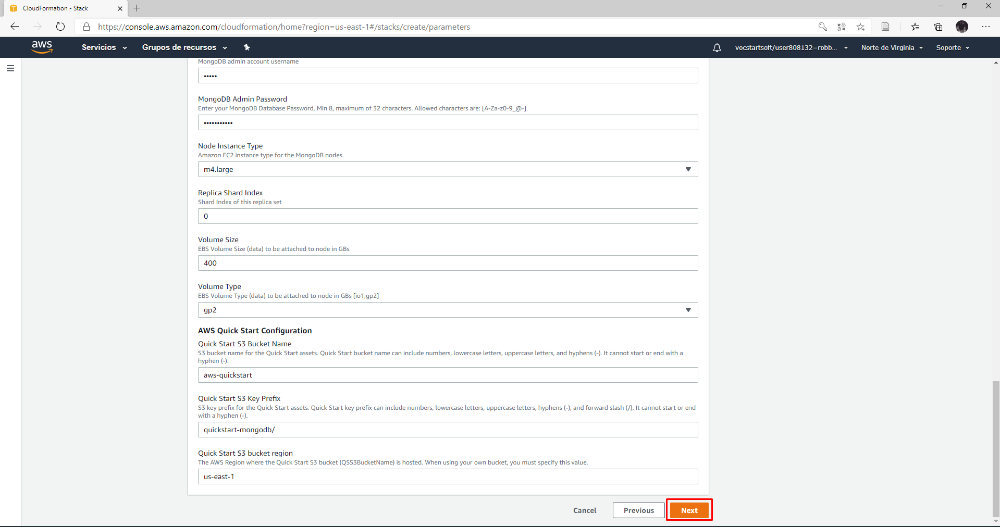 CloudFormation - Stack
https://console.aws.amazon.com/cloudformation/home?region=us-east-1#/stacks/create/parameters
aws
Servicios
Grupos de recursos
vocstartsoft/user808132=robb...
Norte de Virginia
Soporte
MongoDB admin account username
•••••
MongoDB Admin Password
Enter your MongoDB Database Password, Min 8, maximum of 32 characters. Allowed characters are: [A-Za-z0-9_@-]
•••••••••••
Node Instance Type
Amazon EC2 instance type for the MongoDB nodes.
m4.large
Replica Shard Index
Shard Index of this replica set
0
Volume Size
EBS Volume Size (data) to be attached to node in GBs
400
Volume Type
EBS Volume Type (data) to be attached to node in GBs [io1,gp2]
gp2
AWS Quick Start Configuration
Quick Start S3 Bucket Name
S3 bucket name for the Quick Start assets. Quick Start bucket name can include numbers, lowercase letters, uppercase letters, and hyphens (-). It cannot start or end with a
hyphen (-).
aws-quickstart
Quick Start S3 Key Prefix
S3 key prefix for the Quick Start assets. Quick Start key prefix can include numbers, lowercase letters, uppercase letters, hyphens (-), and forward slash (/). It cannot start or end
with a hyphen (-).
quickstart-mongodb/
Quick Start S3 bucket region
The AWS Region where the Quick Start S3 bucket (QSS3BucketName) is hosted. When using your own bucket, you must specify this value.
us-east-1
Cancel
Previous
Next